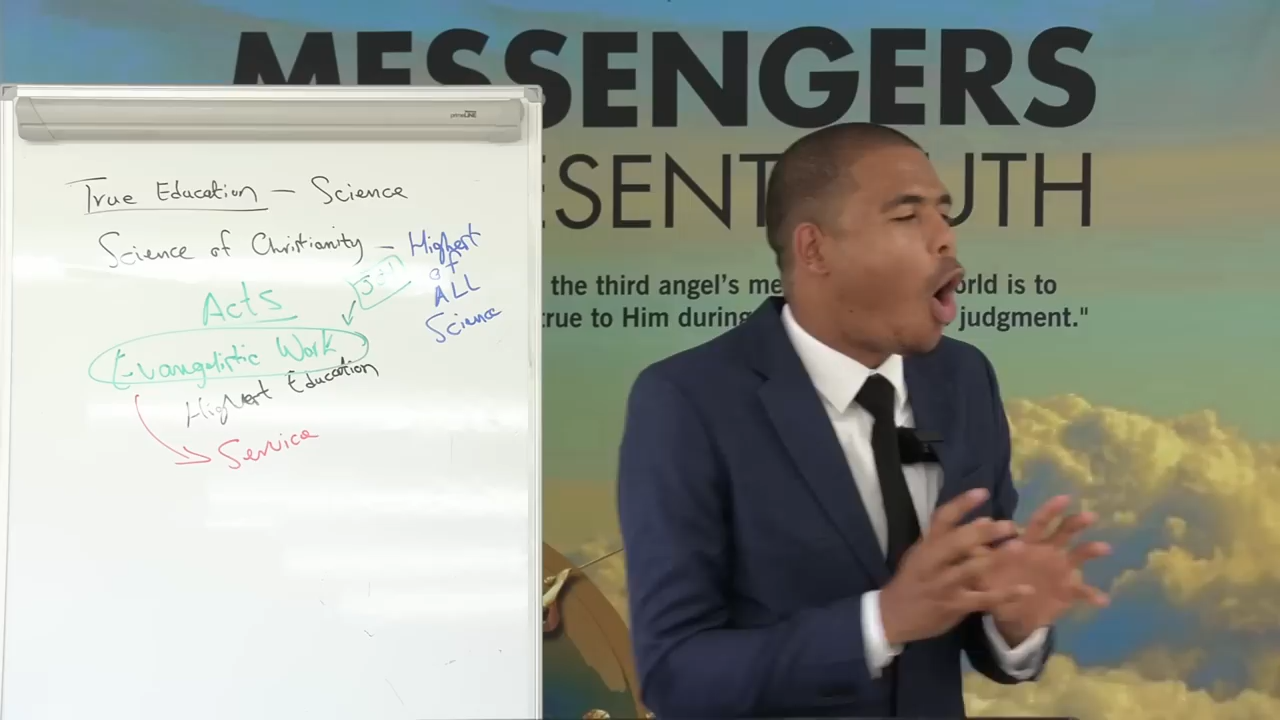 MESSENGERS
ESENT UTH
the third angel's me orld is to
true to Him during judgment."
True Education — Science
Science of Christianity — Highest
of
ALL
Science
Acts
Evangelistic Work
Highest Education
Service